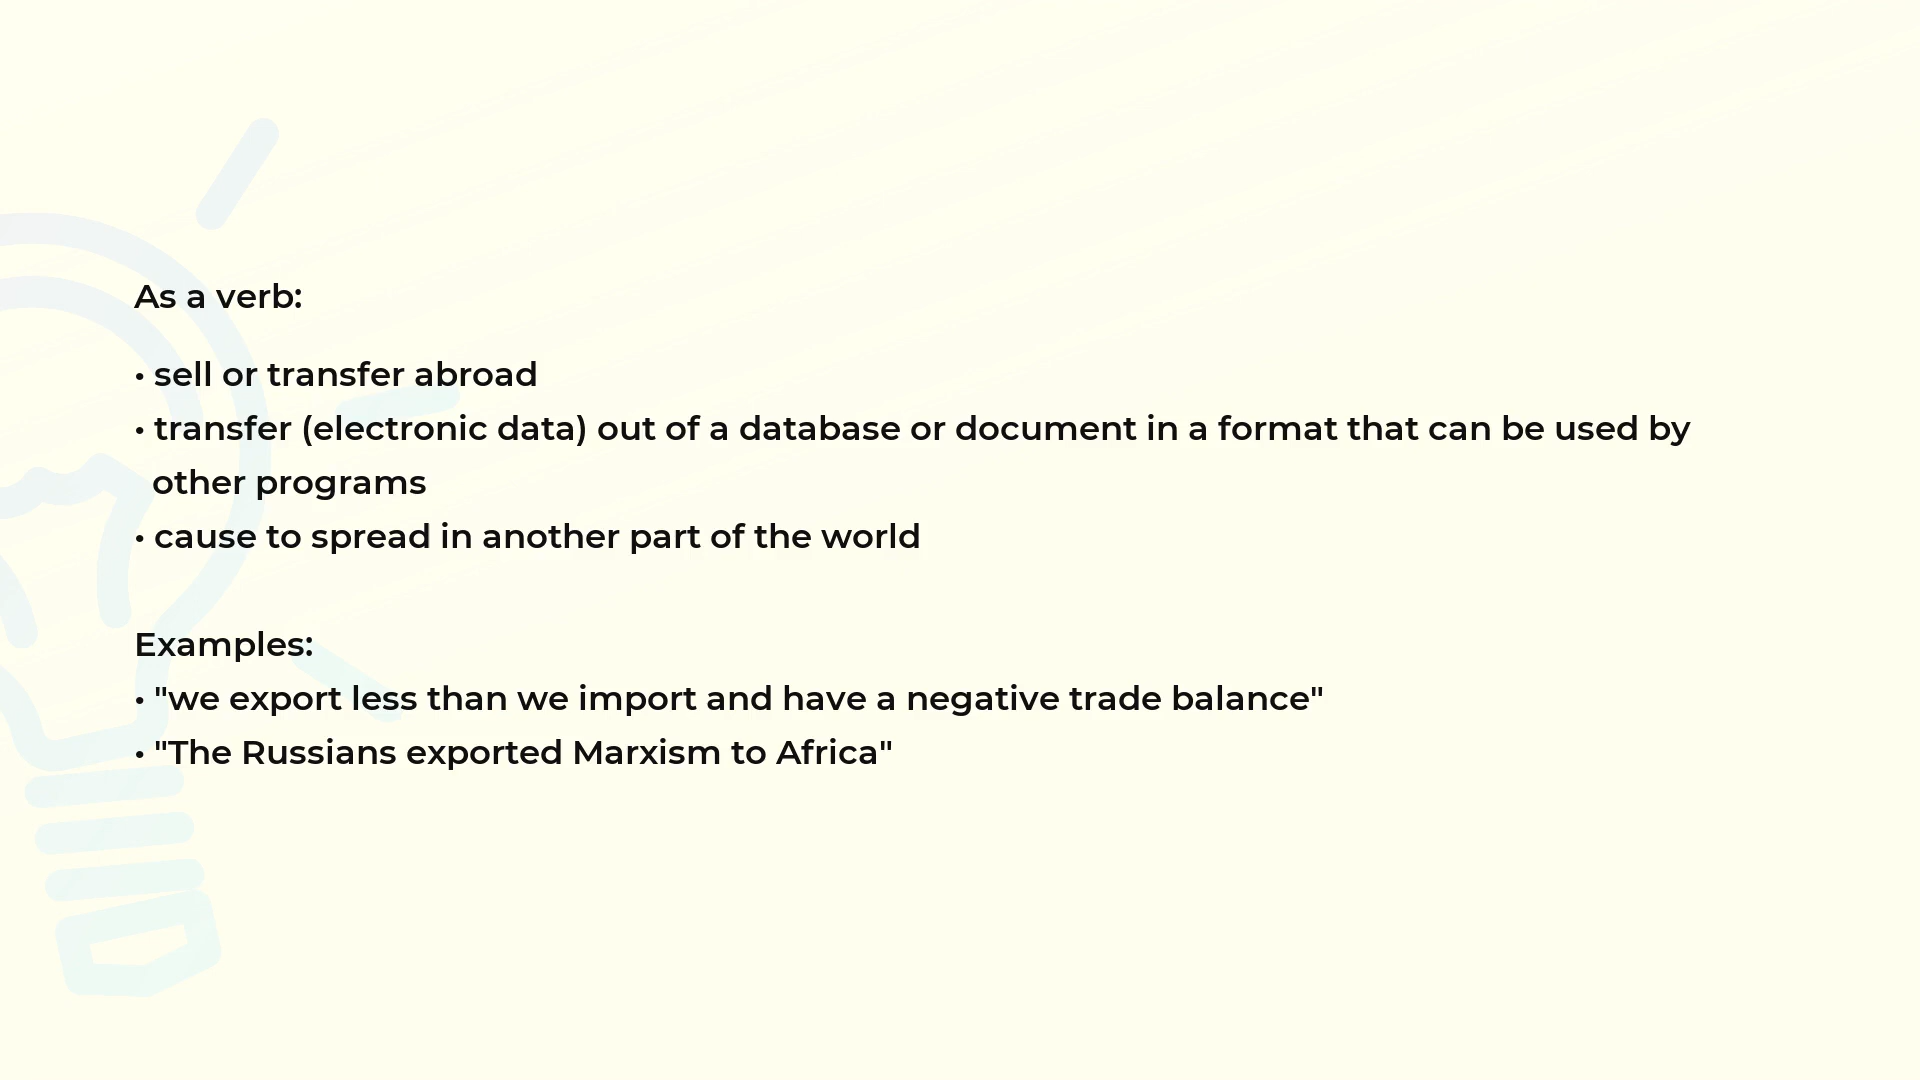 As a verb:
• sell or transfer abroad
• transfer (electronic data) out of a database or document in a format that can be used by
other programs
• cause to spread in another part of the world
Examples:
• "we export less than we import and have a negative trade balance"
• "The Russians exported Marxism to Africa"